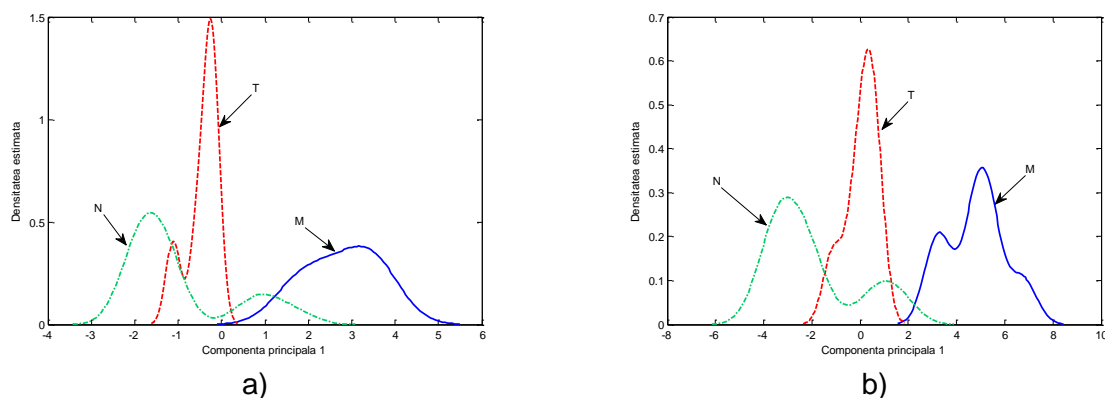 1.5
1
0.5
0
Densitatea estimata
N
T
M
-4 -3 -2 -1 0 1 2 3 4 5 6
Componenta principala 1
a)
0.7
0.6
0.5
0.4
0.3
0.2
0.1
0
Densitatea estimata
N
T
M
-8 -6 -4 -2 0 2 4 6 8 10
Componenta principala 1
b)